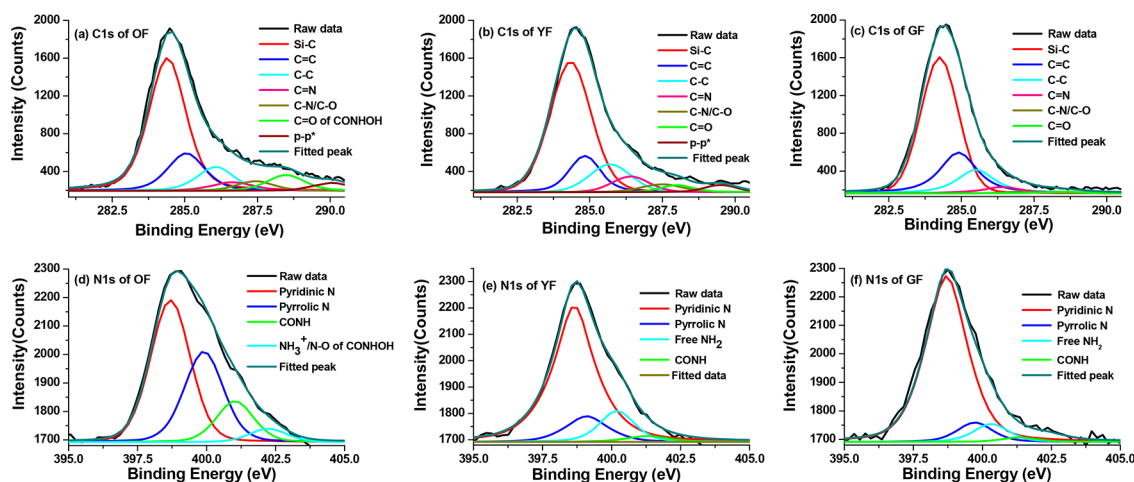 (a) C1s of OF
Raw data
Si-C
C=C
C-C
C=N
C-N/C-O
C=O of CONHOH
p-p*
Fitted peak
Intensity (Counts)
2000
1600
1200
800
400
282.5 285.0 287.5 290.0
Binding Energy (eV)
(b) C1s of YF
Raw data
Si-C
C=C
C-C
C=N
C-N/C-O
C=O
p-p*
Fitted peak
Intensity (Counts)
2000
1600
1200
800
400
282.5 285.0 287.5 290.0
Binding Energy (eV)
(c) C1s of GF
Raw data
Si-C
C=C
C-C
C=N
C-N/C-O
C=O
Fitted peak
Intensity (Counts)
2000
1600
1200
800
400
282.5 285.0 287.5 290.0
Binding Energy (eV)
(d) N1s of OF
Raw data
Pyridinic N
Pyrrolic N
CONH
NH3+/N-O of CONHOH
Fitted peak
Intensity(Counts)
2300
2200
2100
2000
1900
1800
1700
395.0 397.5 400.0 402.5 405.0
Binding Energy (eV)
(e) N1s of YF
Raw data
Pyridinic N
Pyrrolic N
Free NH2
CONH
Fitted data
Intensity(Counts)
2300
2200
2100
2000
1900
1800
1700
395.0 397.5 400.0 402.5 405.0
Binding Energy (eV)
(f) N1s of GF
Raw data
Pyridinic N
Pyrrolic N
Free NH2
CONH
Fitted peak
Intensity(Counts)
2300
2200
2100
2000
1900
1800
1700
395.0 397.5 400.0 402.5 405.0
Binding Energy (eV)